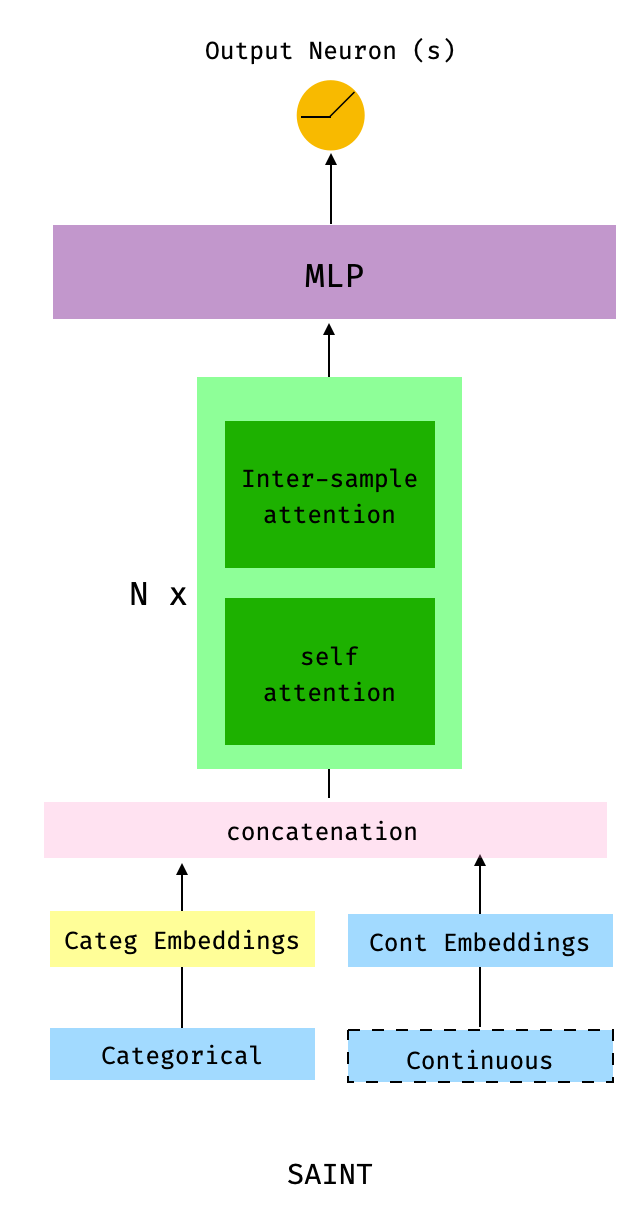 Output Neuron (s)
MLP
Inter-sample
attention
N x
self
attention
concatenation
Categ Embeddings
Cont Embeddings
Categorical
Continuous
SAINT